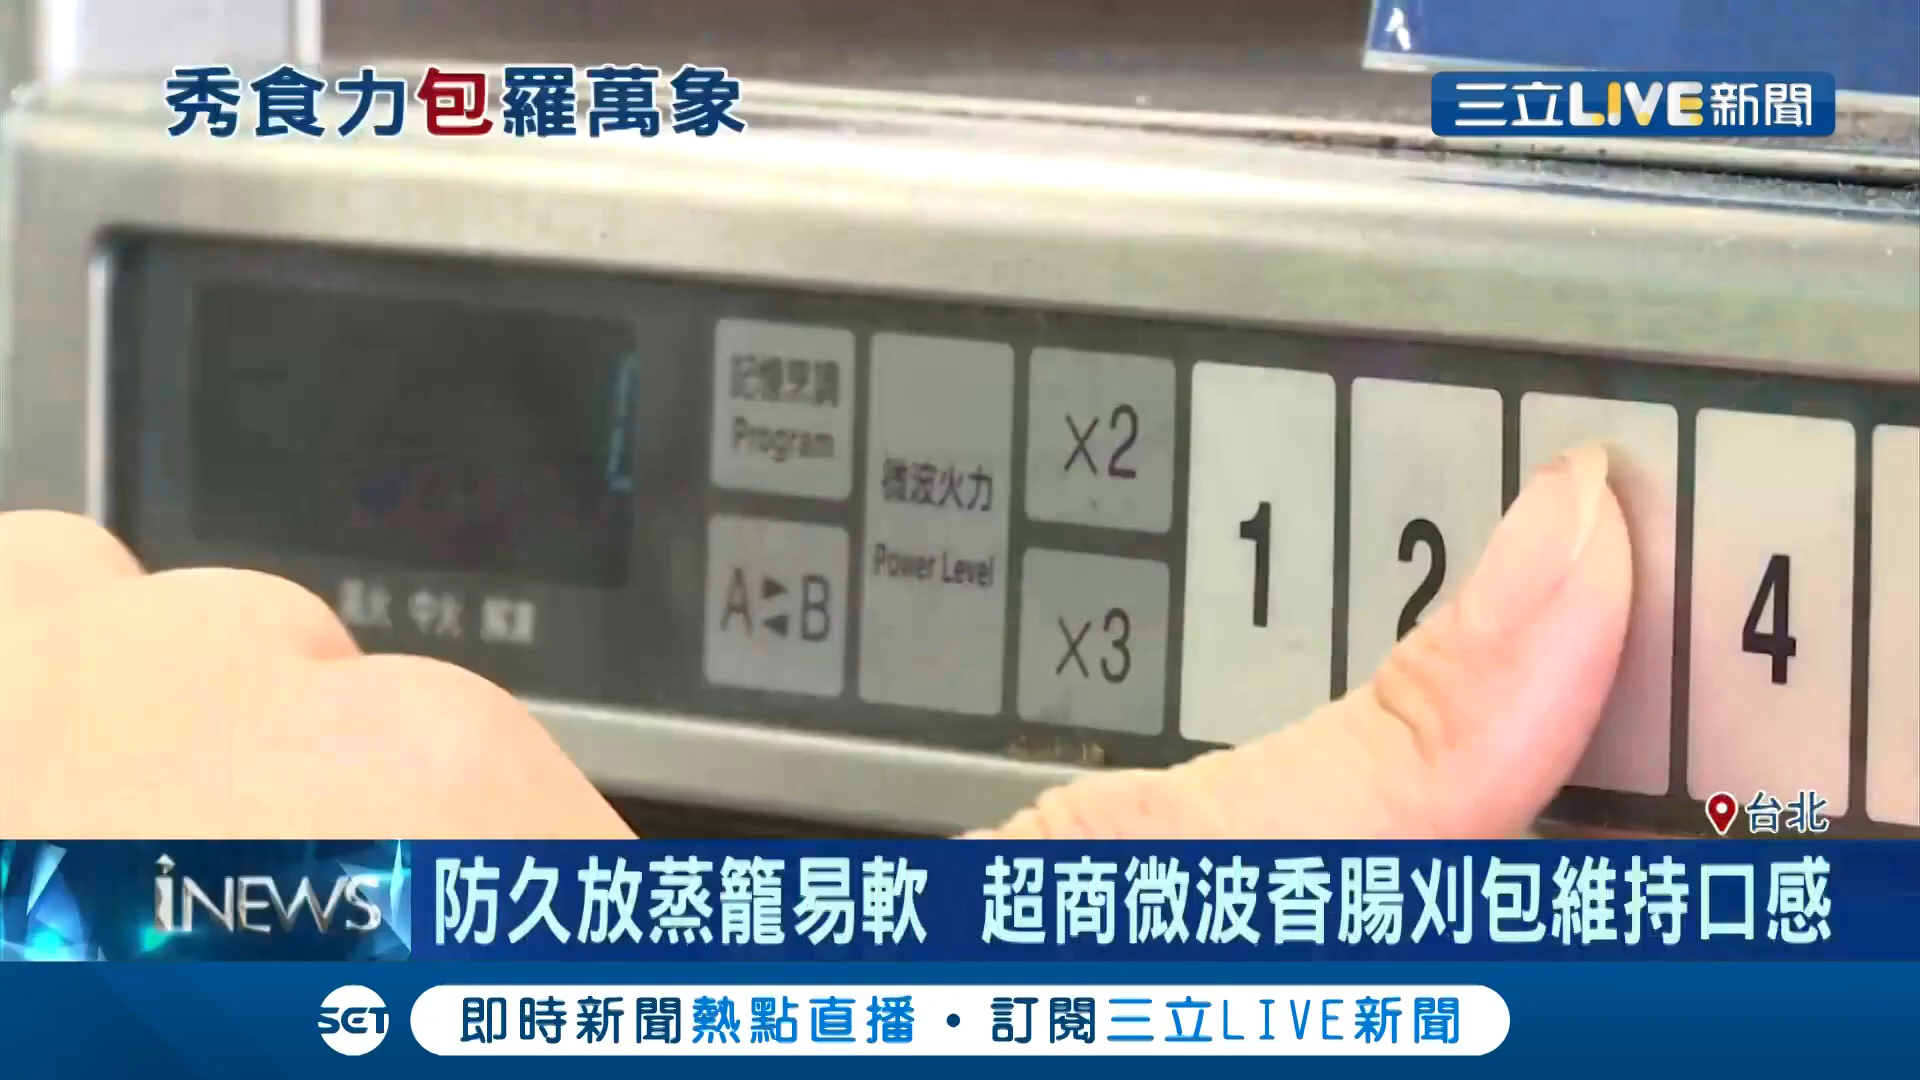 秀食力包羅萬象
三立LIVE新聞
記憶烹調
Program
微波火力
Power Level
A B
X2
X3
1
2
4
中火
台北
iNEWS
防久放蒸籠易軟 超商微波香腸刈包維持口感
SET
即時新聞熱點直播・訂閱三立LIVE新聞